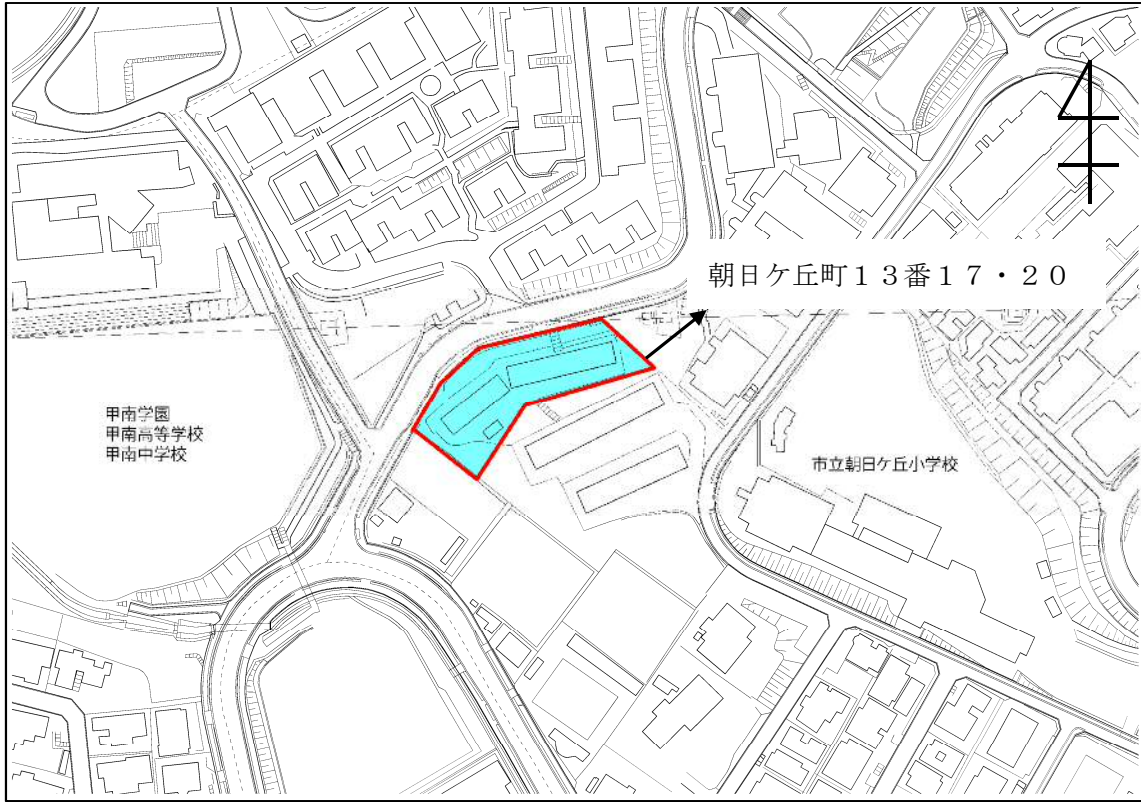 朝日ケ丘町１３番１７・２０
甲南学園
甲南高等学校
甲南中学校
市立朝日ケ丘小学校